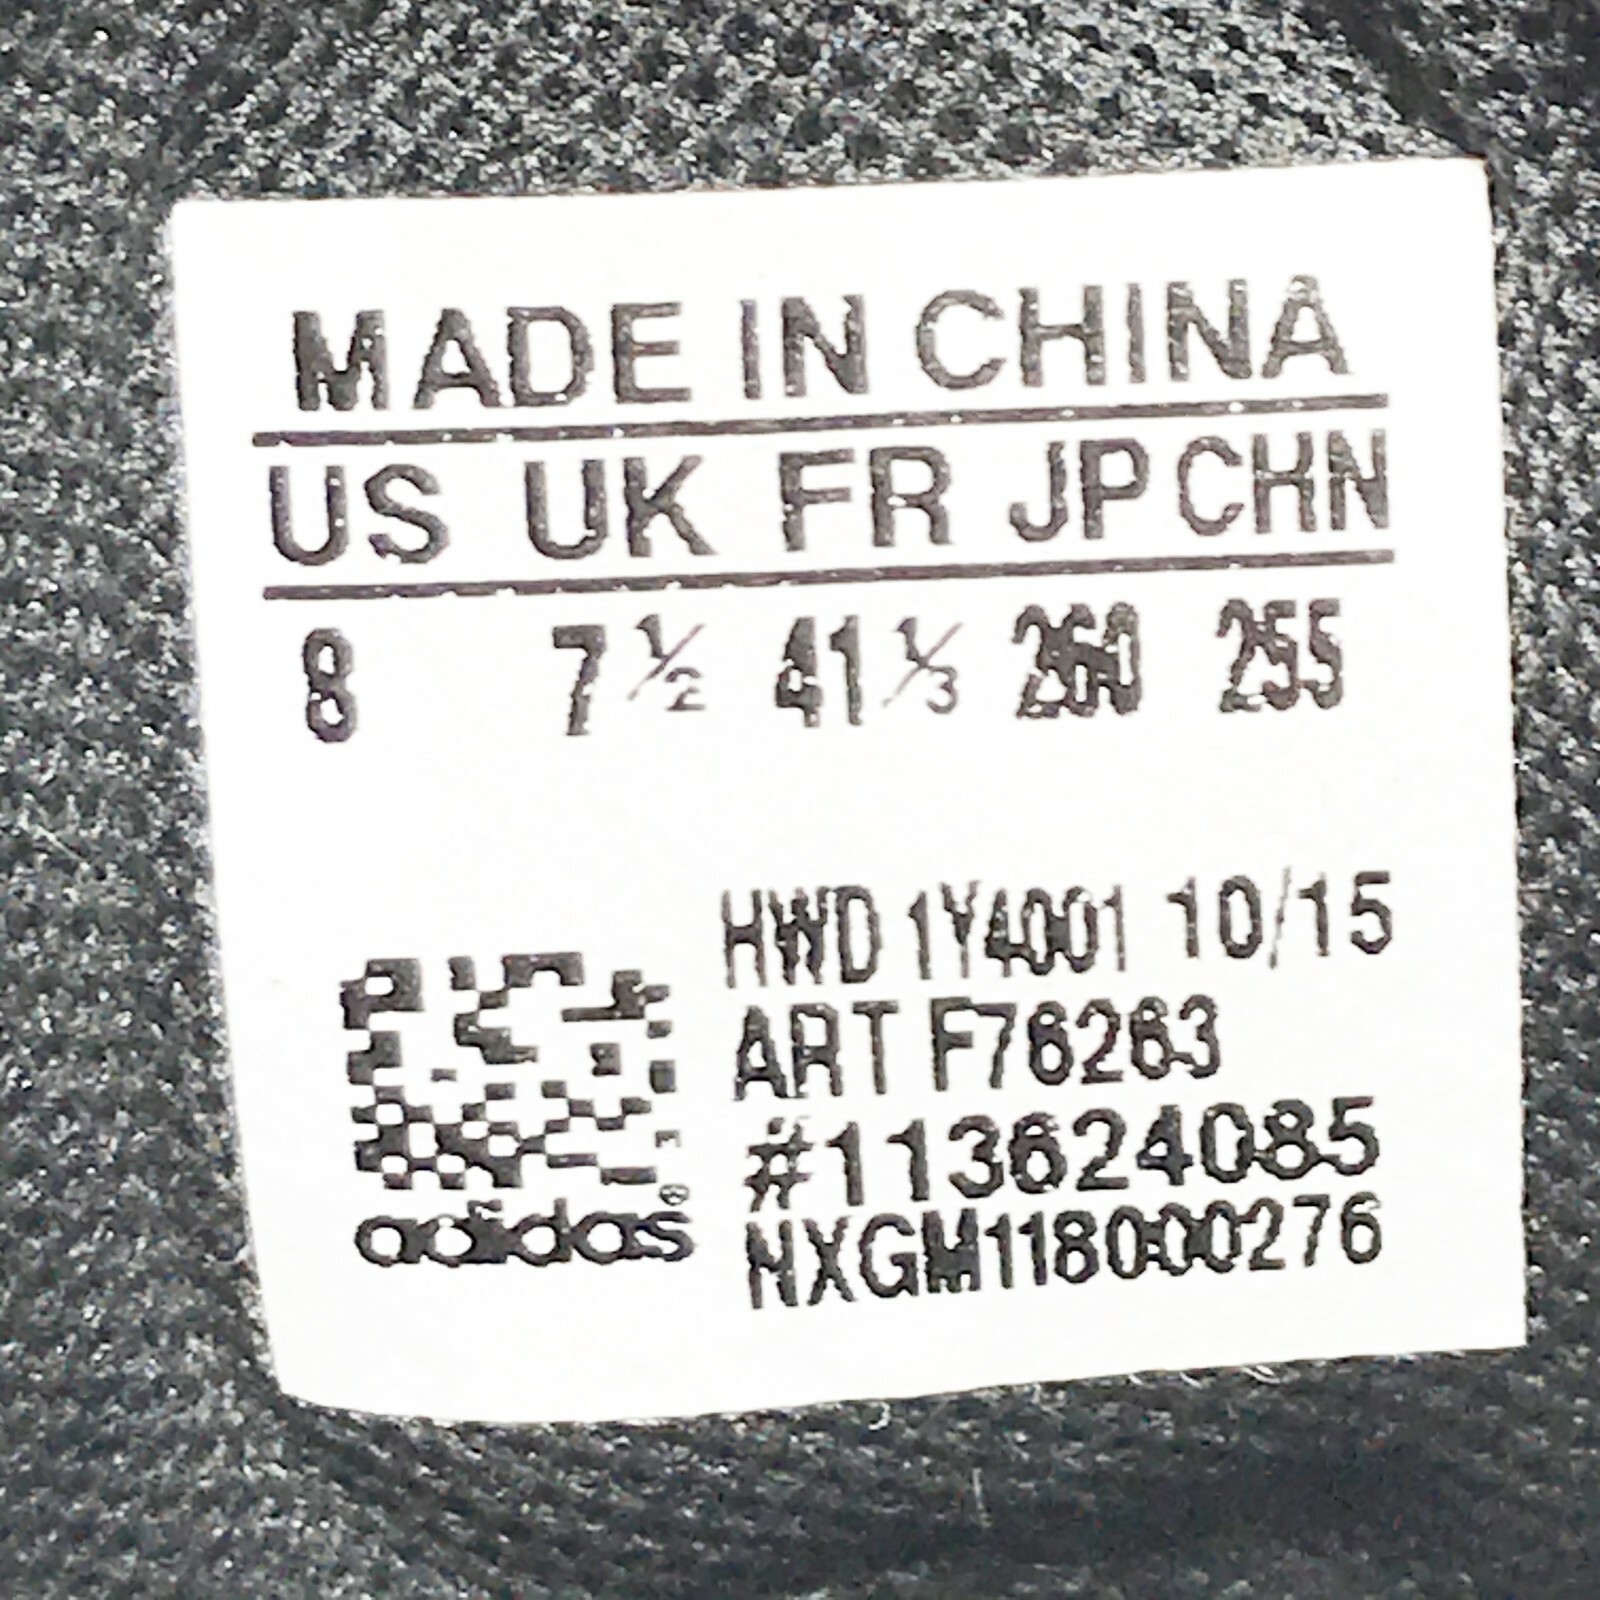 MADE IN CHINA
US UK FR JP CHN
8 7 1/2 41 1/3 260 255
HWD 1Y4001 10/15
ART F76263
#113624085
NXGM118000276
adidas®